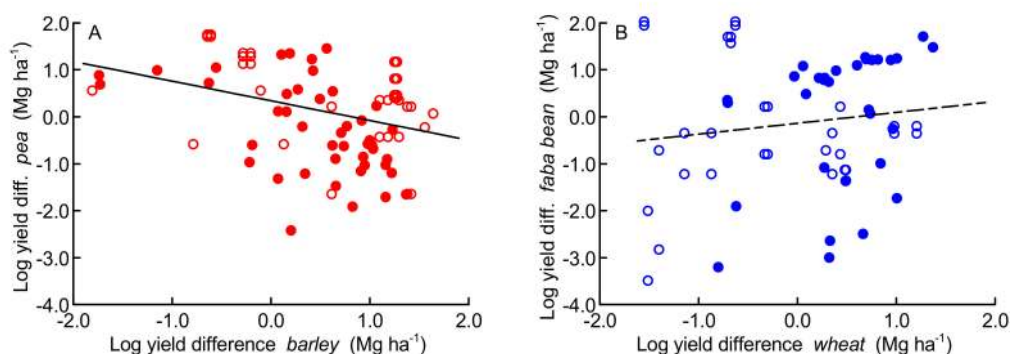 A
2.0
1.0
0.0
-1.0
-2.0
-3.0
-4.0
Log yield diff. pea (Mg ha⁻¹)
-2.0 -1.0 0.0 1.0 2.0
Log yield difference barley (Mg ha⁻¹)
B
2.0
1.0
0.0
-1.0
-2.0
-3.0
-4.0
Log yield diff. faba bean (Mg ha⁻¹)
-2.0 -1.0 0.0 1.0 2.0
Log yield difference wheat (Mg ha⁻¹)